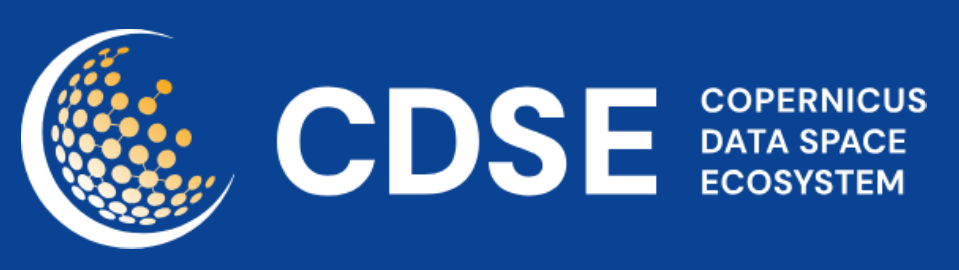 CDSE
COPERNICUS
DATA SPACE
ECOSYSTEM